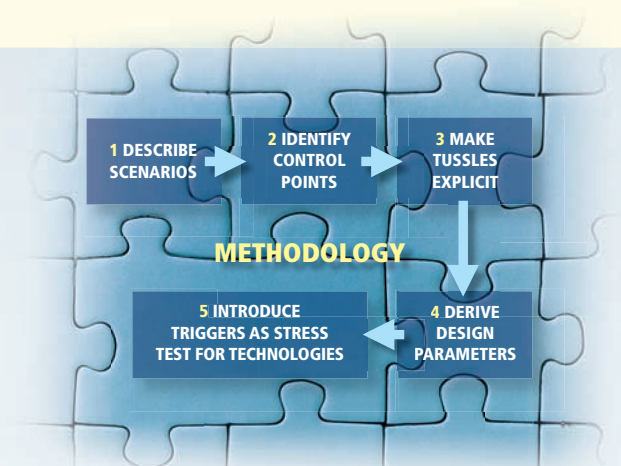 1 DESCRIBE
SCENARIOS
2 IDENTIFY
CONTROL
POINTS
3 MAKE
TUSSLES
EXPLICIT
METHODOLOGY
4 DERIVE
DESIGN
PARAMETERS
5 INTRODUCE
TRIGGERS AS STRESS
TEST FOR TECHNOLOGIES